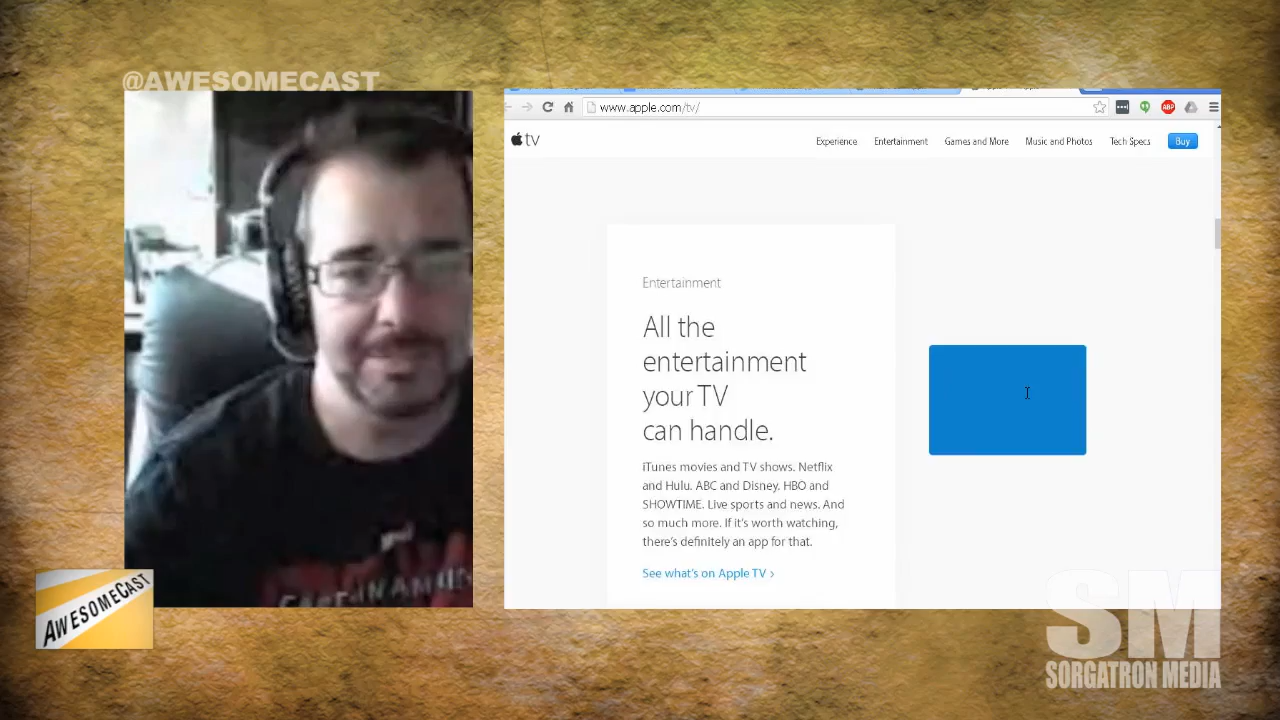 @AWESOMECAST
www.apple.com/tv/
ABP
tv
Experience Entertainment Games and More Music and Photos Tech Specs Buy
Entertainment
All the
entertainment
your TV
can handle.
iTunes movies and TV shows. Netflix
and Hulu. ABC and Disney. HBO and
SHOWTIME. Live sports and news. And
so much more. If it's worth watching,
there's definitely an app for that.
See what's on Apple TV >
AWESOMECAST
SM
SORGATRON MEDIA